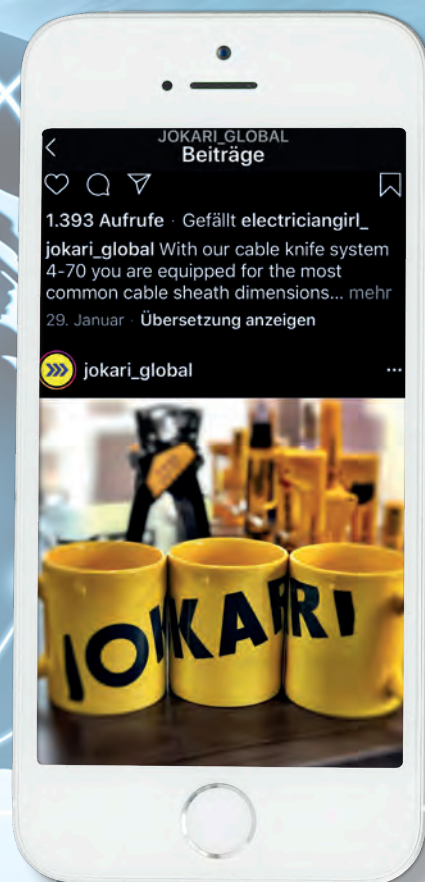 JOKARI_GLOBAL
Beiträge
1.393 Aufrufe · Gefällt electriciangirl_
jokari_global With our cable knife system
4-70 you are equipped for the most
common cable sheath dimensions... mehr
29. Januar · Übersetzung anzeigen
jokari_global
JOKARI